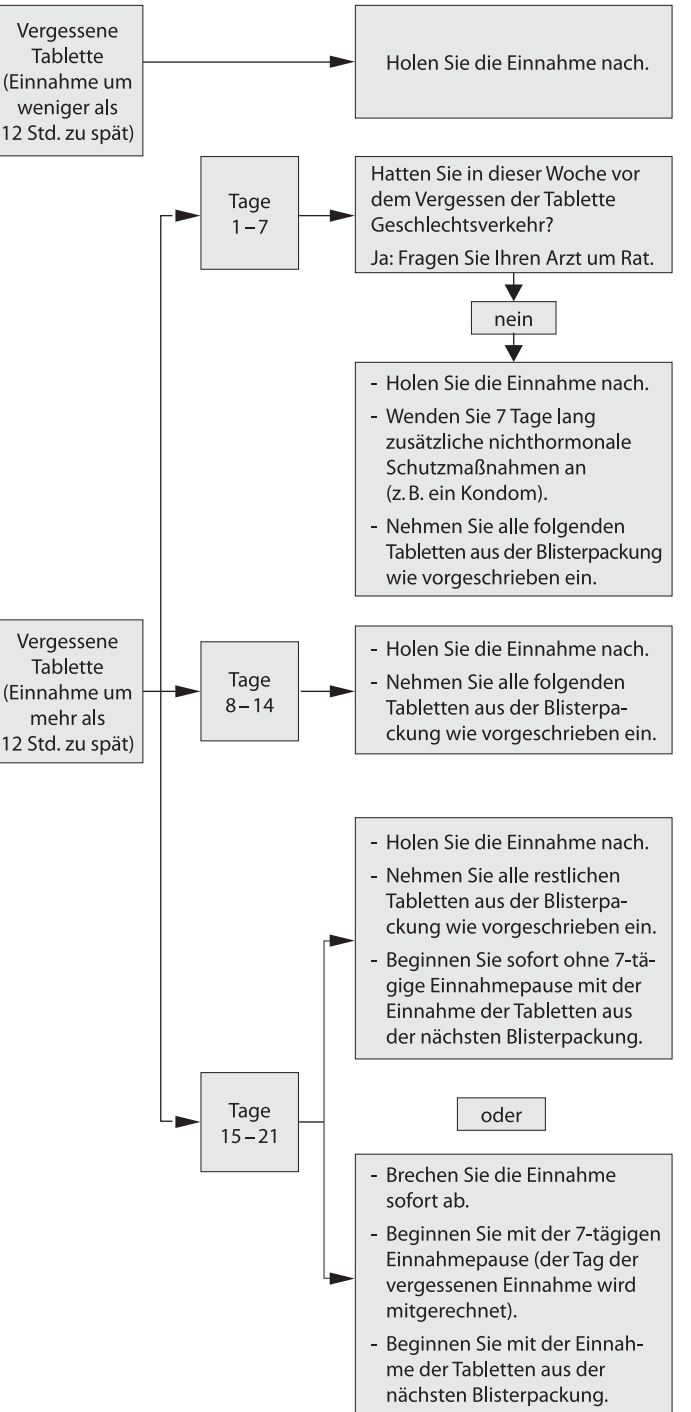 Vergessene
Tablette
(Einnahme um
weniger als
12 Std. zu spät)
Holen Sie die Einnahme nach.
Tage
1–7
Hatten Sie in dieser Woche vor
dem Vergessen der Tablette
Geschlechtsverkehr?
Ja: Fragen Sie Ihren Arzt um Rat.
nein
- Holen Sie die Einnahme nach.
- Wenden Sie 7 Tage lang
zusätzliche nichthormonale
Schutzmaßnahmen an
(z. B. ein Kondom).
- Nehmen Sie alle folgenden
Tabletten aus der Blisterpackung
wie vorgeschrieben ein.
Vergessene
Tablette
(Einnahme um
mehr als
12 Std. zu spät)
Tage
8–14
- Holen Sie die Einnahme nach.
- Nehmen Sie alle folgenden
Tabletten aus der Blisterpa-
ckung wie vorgeschrieben ein.
- Holen Sie die Einnahme nach.
- Nehmen Sie alle restlichen
Tabletten aus der Blisterpa-
ckung wie vorgeschrieben ein.
- Beginnen Sie sofort ohne 7-tä-
gige Einnahmepause mit der
Einnahme der Tabletten aus
der nächsten Blisterpackung.
Tage
15–21
oder
- Brechen Sie die Einnahme
sofort ab.
- Beginnen Sie mit der 7-tägigen
Einnahmepause (der Tag der
vergessenen Einnahme wird
mitgerechnet).
- Beginnen Sie mit der Einnah-
me der Tabletten aus der
nächsten Blisterpackung.